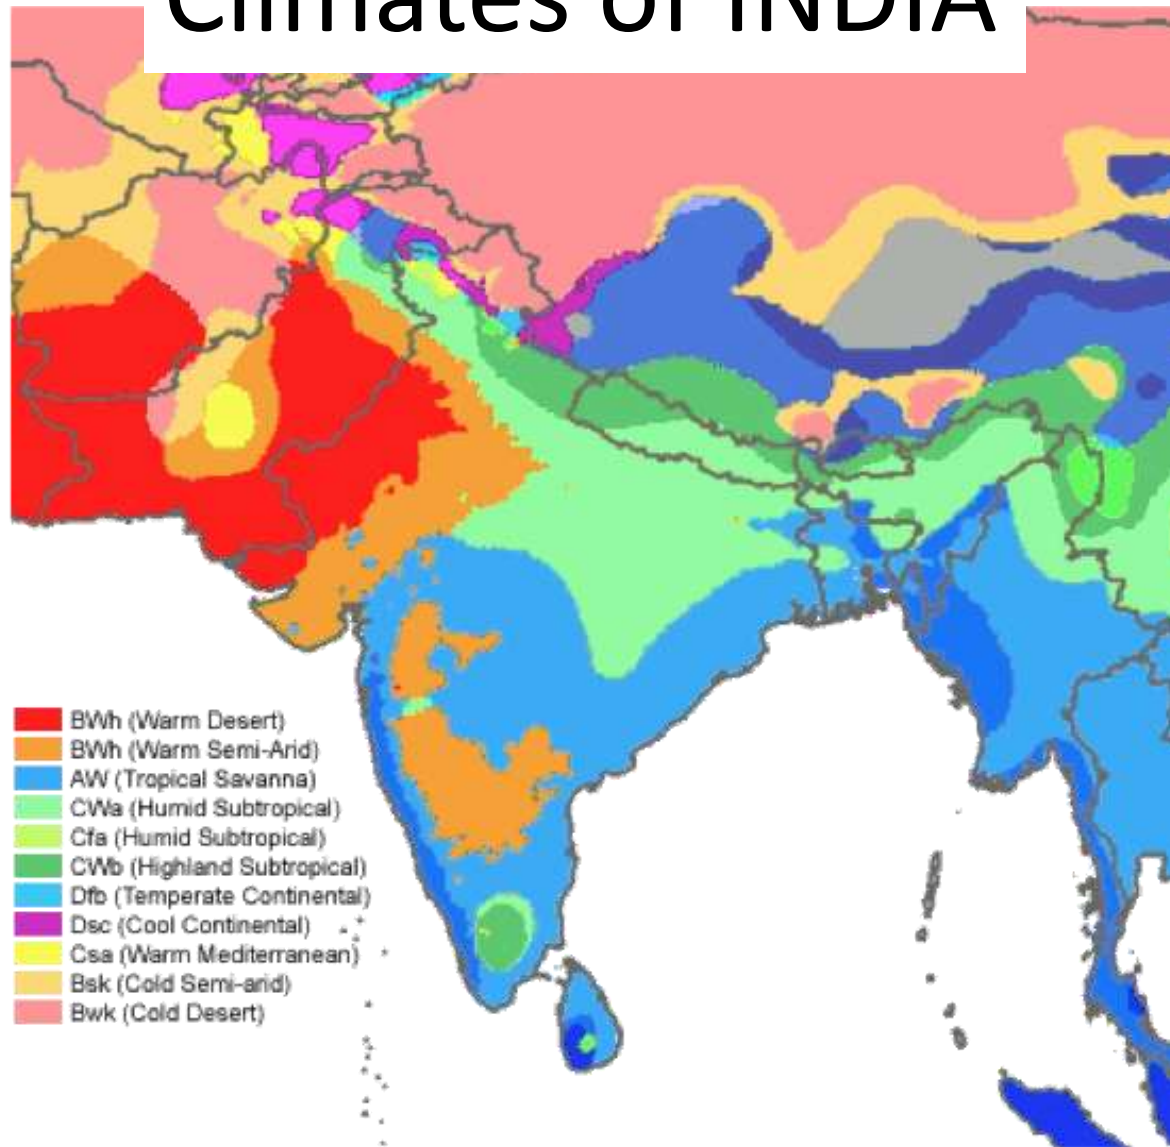 Climates of INDIA
BWh (Warm Desert)
BWh (Warm Semi-Arid)
AW (Tropical Savanna)
CWa (Humid Subtropical)
Cfa (Humid Subtropical)
CWb (Highland Subtropical)
Dfb (Temperate Continental)
Dsc (Cool Continental)
Csa (Warm Mediterranean)
Bsk (Cold Semi-arid)
Bwk (Cold Desert)